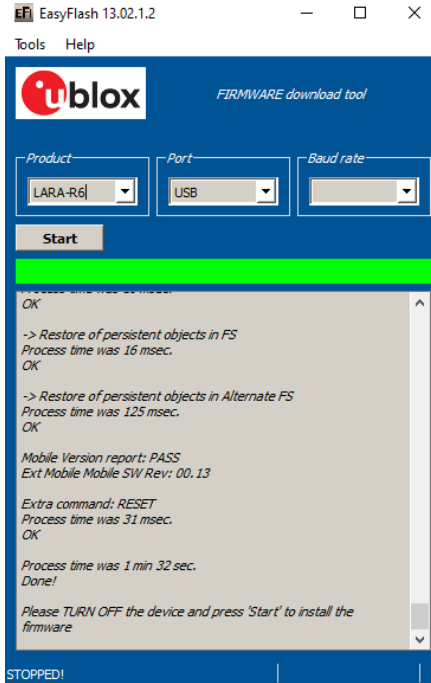 EFi EasyFlash 13.02.1.2
Tools Help
ublox
FIRMWARE download tool
Product
Port
Baud rate
LARA-R6
USB
Start
OK
-> Restore of persistent objects in FS
Process time was 16 msec.
OK
-> Restore of persistent objects in Alternate FS
Process time was 125 msec.
OK
Mobile Version report: PASS
Ext Mobile Mobile SW Rev: 00.13
Extra command: RESET
Process time was 31 msec.
OK
Process time was 1 min 32 sec.
Done!
Please TURN OFF the device and press 'Start' to install the
firmware
STOPPED!